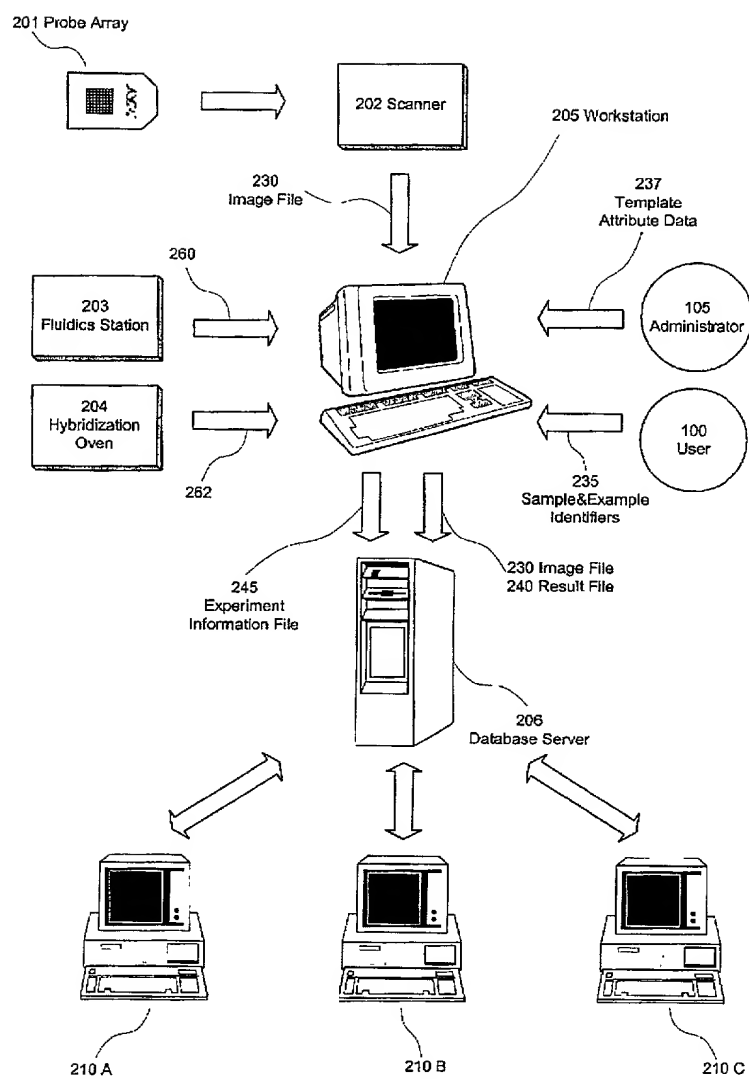 201 Probe Array
202 Scanner
205 Workstation
230
Image File
237
Template
Attribute Data
260
203
Fluidics Station
105
Administrator
204
Hybridization
Oven
100
User
262
235
Sample&Example
Identifiers
245
Experiment
Information File
230 Image File
240 Result File
206
Database Server
210 A
210 B
210 C